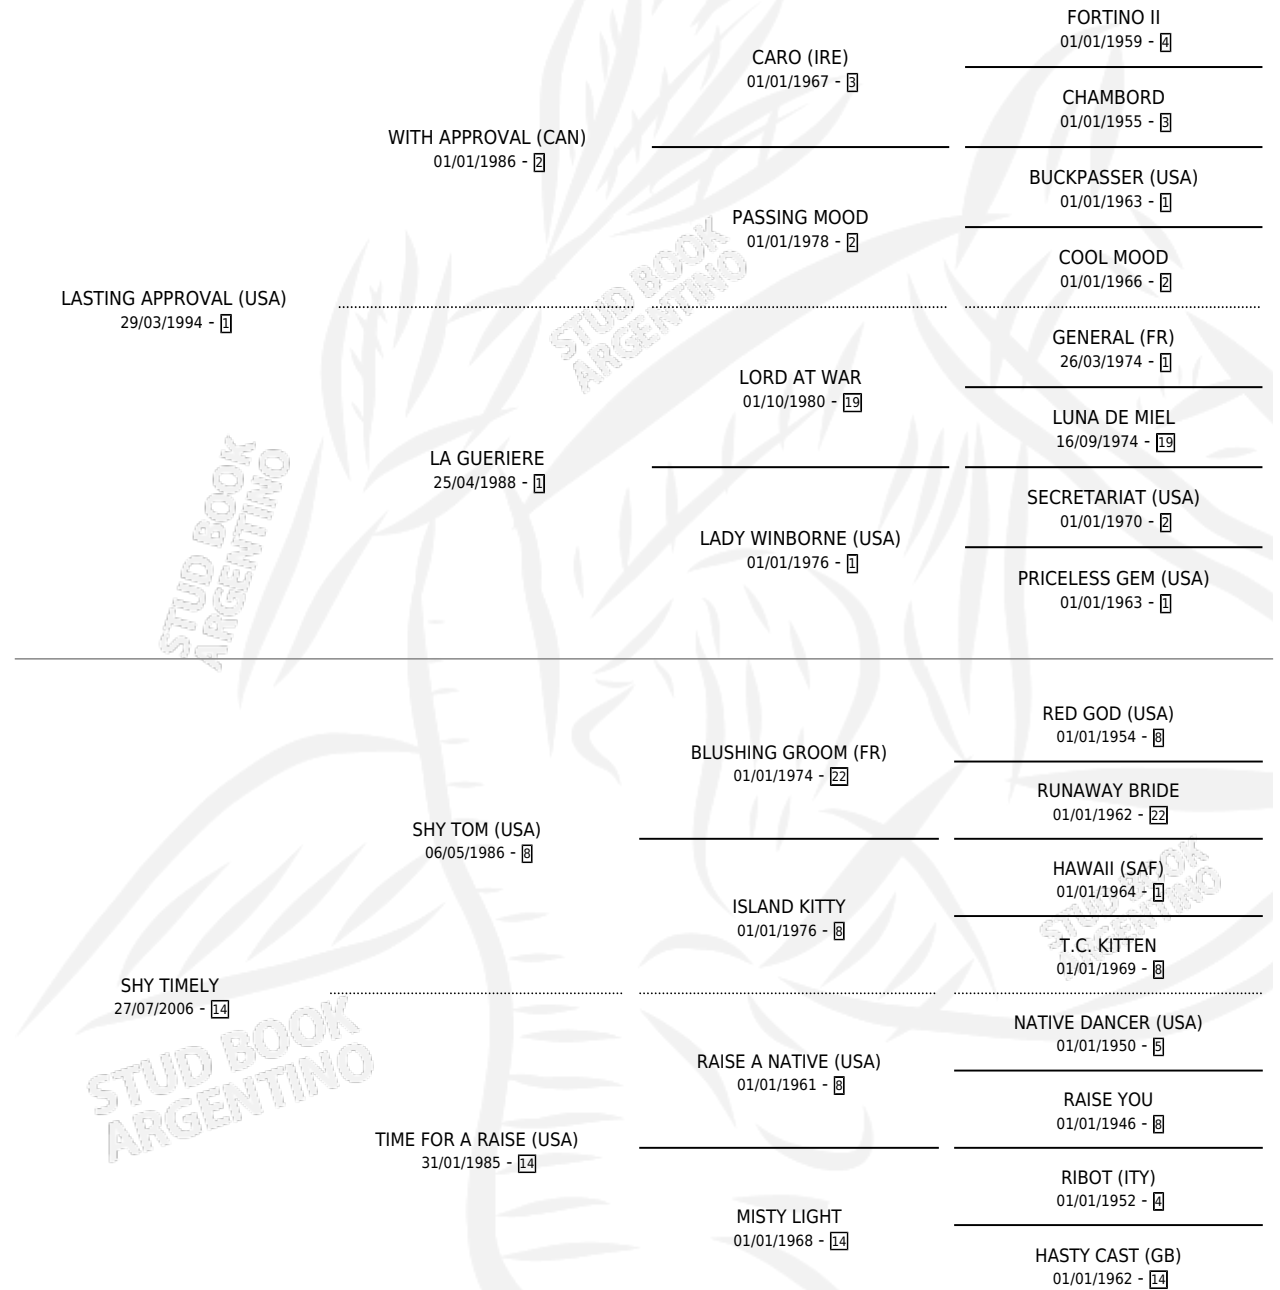 FORTINO II
01/01/1959 - 4
CARO (IRE)
01/01/1967 - 3
CHAMBORD
01/01/1955 - 3
WITH APPROVAL (CAN)
01/01/1986 - 2
BUCKPASSER (USA)
01/01/1963 - 1
PASSING MOOD
01/01/1978 - 2
COOL MOOD
01/01/1966 - 2
LASTING APPROVAL (USA)
29/03/1994 - 1
GENERAL (FR)
26/03/1974 - 1
LORD AT WAR
01/10/1980 - 19
LUNA DE MIEL
16/09/1974 - 19
LA GUERIERE
25/04/1988 - 1
SECRETARIAT (USA)
01/01/1970 - 2
LADY WINBORNE (USA)
01/01/1976 - 1
PRICELESS GEM (USA)
01/01/1963 - 1
RED GOD (USA)
01/01/1954 - 8
BLUSHING GROOM (FR)
01/01/1974 - 22
RUNAWAY BRIDE
01/01/1962 - 22
SHY TOM (USA)
06/05/1986 - 8
HAWAII (SAF)
01/01/1964 - 1
ISLAND KITTY
01/01/1976 - 8
T.C. KITTEN
01/01/1969 - 8
SHY TIMELY
27/07/2006 - 14
NATIVE DANCER (USA)
01/01/1950 - 5
RAISE A NATIVE (USA)
01/01/1961 - 8
RAISE YOU
01/01/1946 - 8
TIME FOR A RAISE (USA)
31/01/1985 - 14
RIBOT (ITY)
01/01/1952 - 4
MISTY LIGHT
01/01/1968 - 14
HASTY CAST (GB)
01/01/1962 - 14
STUD BOOK
ARGENTINO
STUD BOOK
ARGENTINO
STUD BOOK
ARGENTINO
STUD BOOK
ARGENTINO